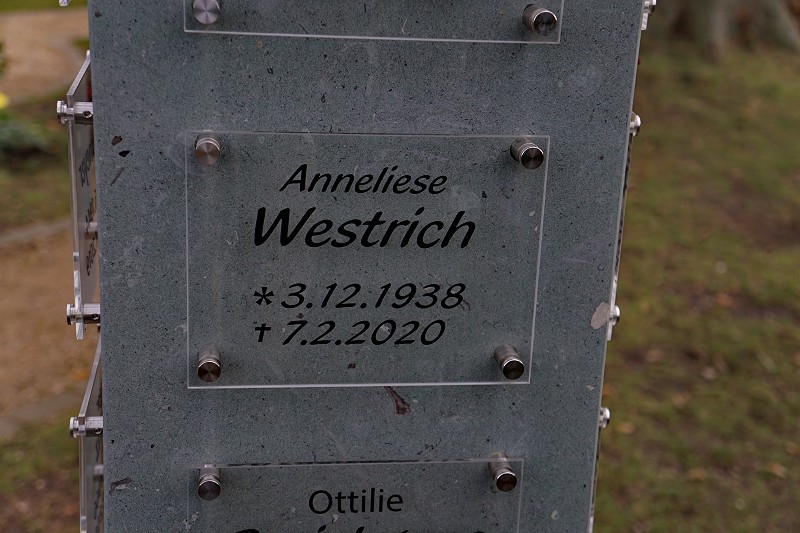 Anneliese
Westrich
* 3.12.1938
† 7.2.2020
Ottilie